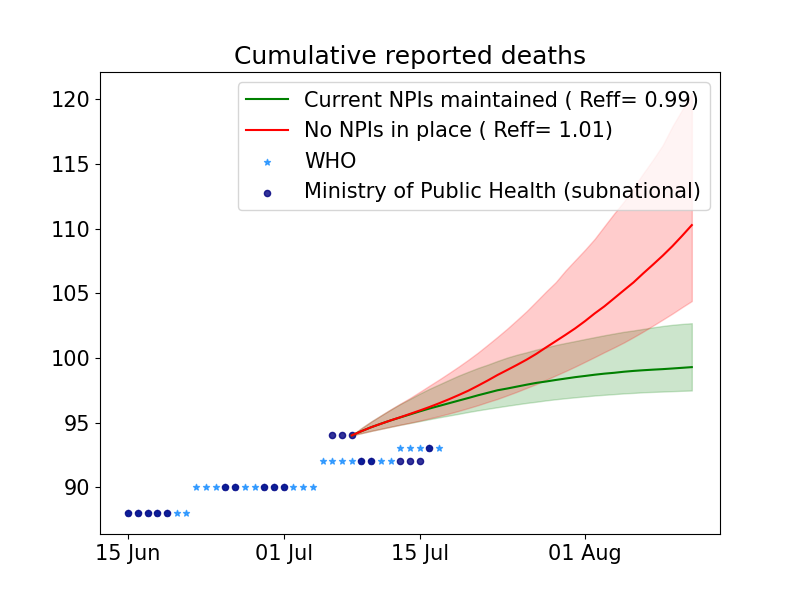 Cumulative reported deaths
Current NPIs maintained ( Reff= 0.99)
No NPIs in place ( Reff= 1.01)
WHO
Ministry of Public Health (subnational)
120
115
110
105
100
95
90
15 Jun
01 Jul
15 Jul
01 Aug